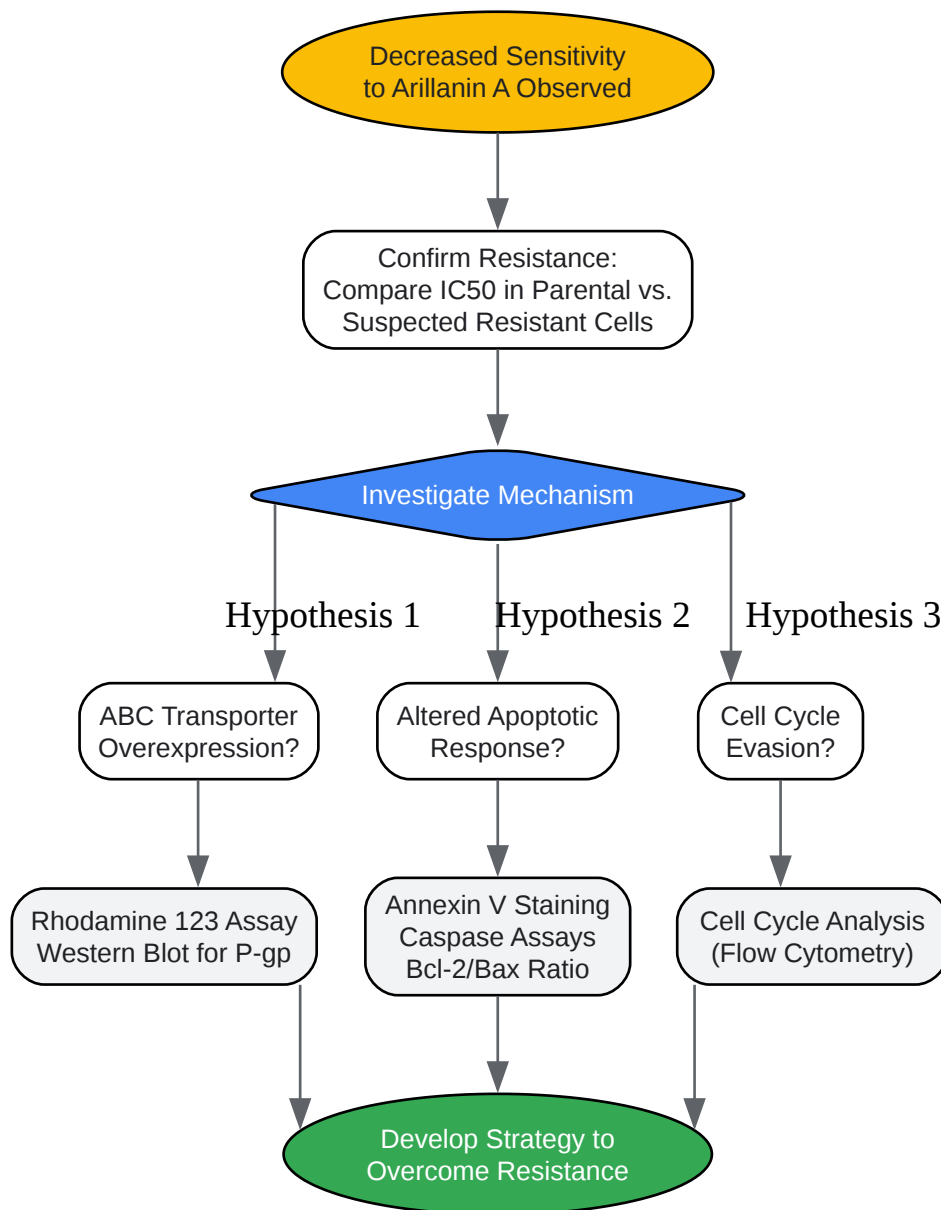 Decreased Sensitivity
to Arillanin A Observed
Confirm Resistance:
Compare IC50 in Parental vs.
Suspected Resistant Cells
Investigate Mechanism
Hypothesis 1
Hypothesis 2
Hypothesis 3
ABC Transporter
Overexpression?
Altered Apoptotic
Response?
Cell Cycle
Evasion?
Rhodamine 123 Assay
Western Blot for P-gp
Annexin V Staining
Caspase Assays
Bcl-2/Bax Ratio
Cell Cycle Analysis
(Flow Cytometry)
Develop Strategy to
Overcome Resistance